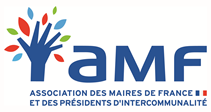 AMF
ASSOCIATION DES MAIRES DE FRANCE
ET DES PRÉSIDENTS D'INTERCOMMUNALITÉ